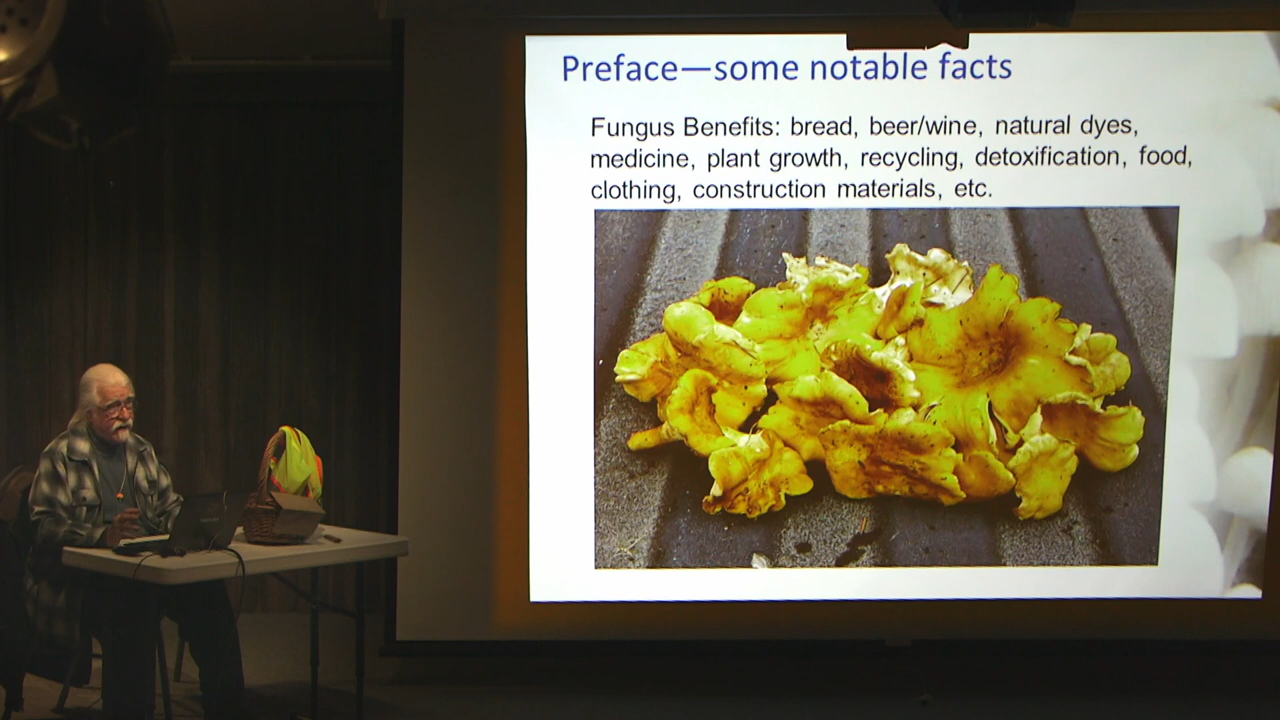 Preface—some notable facts
Fungus Benefits: bread, beer/wine, natural dyes,
medicine, plant growth, recycling, detoxification, food,
clothing, construction materials, etc.